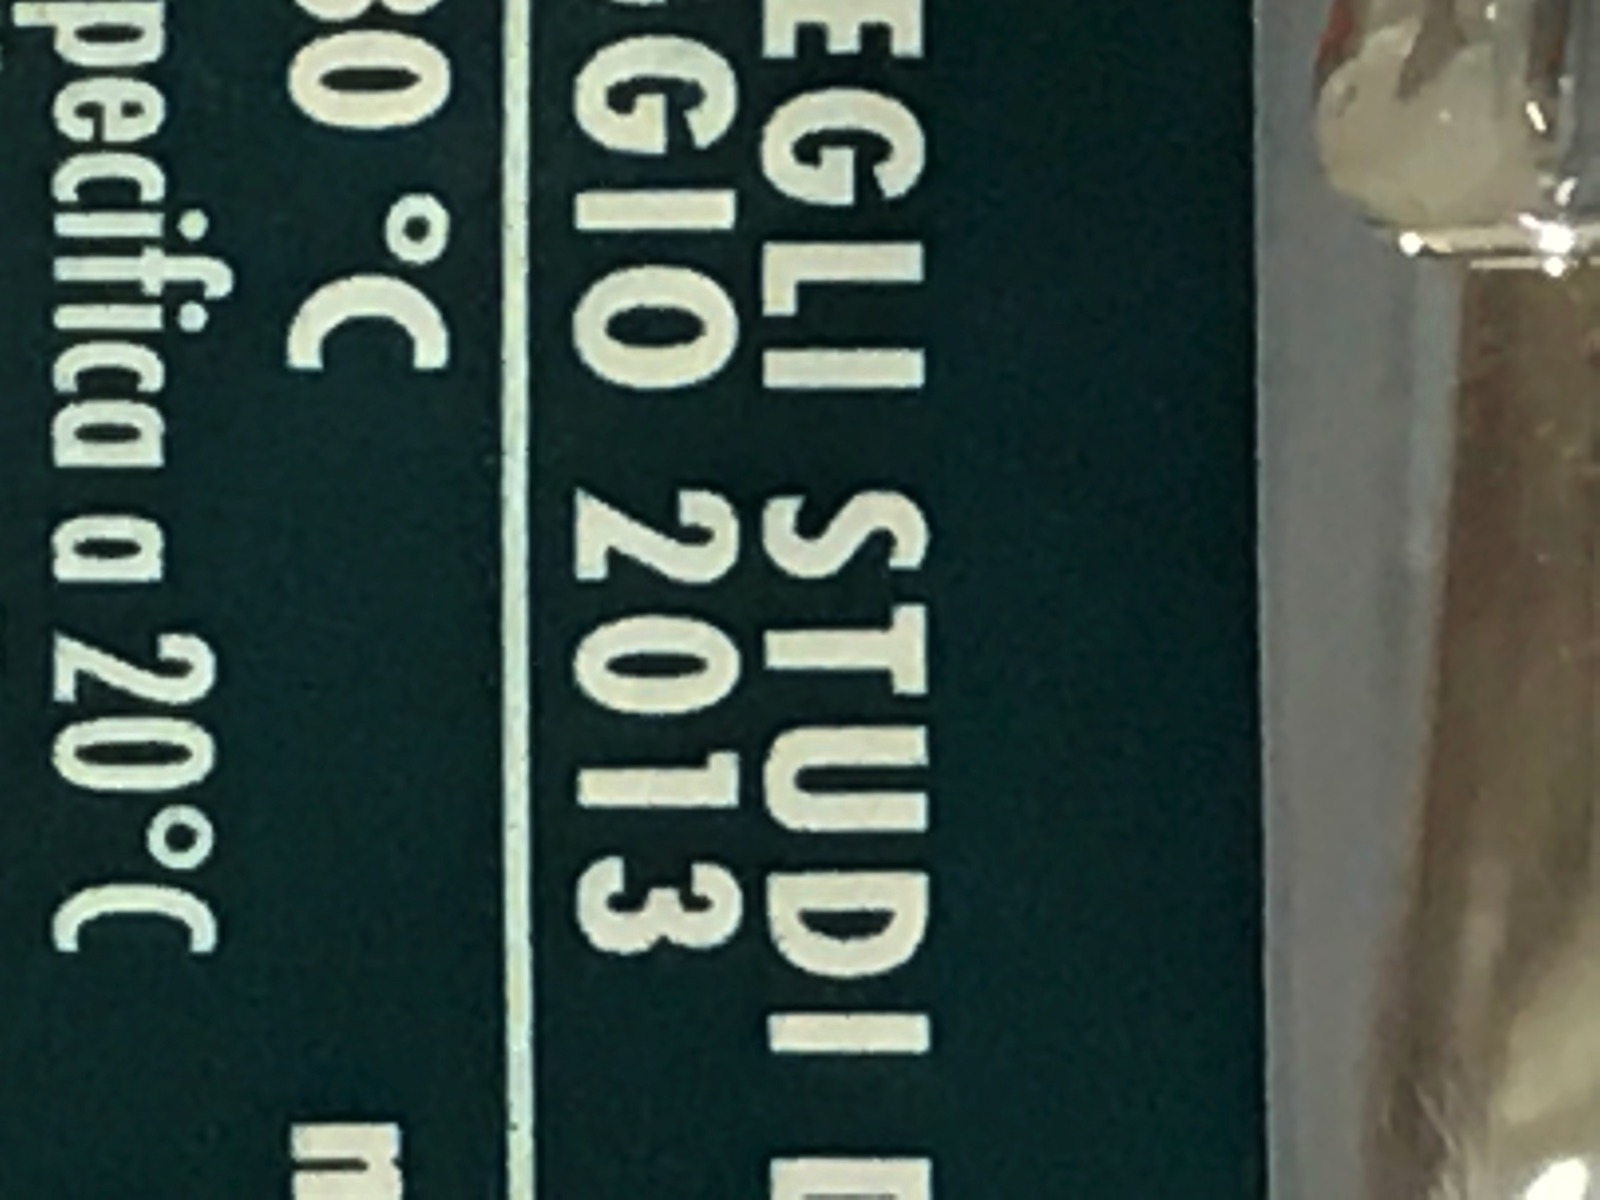 EGLI STUDI
GGIO 2013
80 °C
pecifica a 20°C